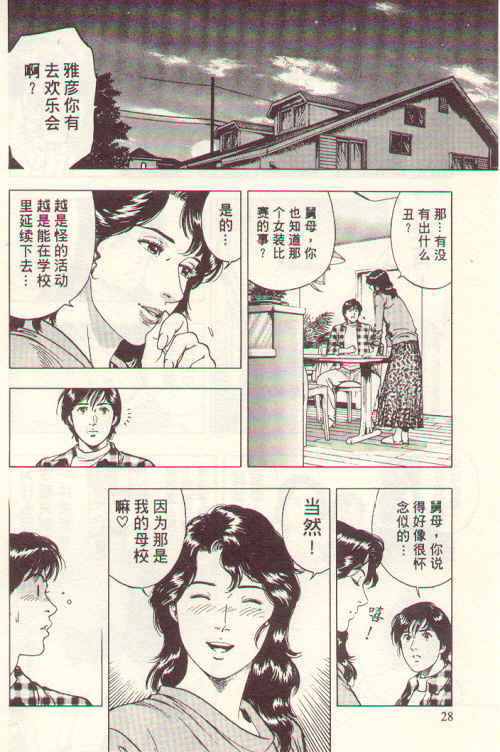 雅彦你有
去欢乐会
啊？
那…有没
有出什么
丑？
舅母，你
也知道那
个女装比
赛的事？
是的…
越是怪的活动
越是能在学校
里延续下去…
舅母，你说
得好像很怀
念似的…
当然！
因为那是
我的母校
嘛♡
28